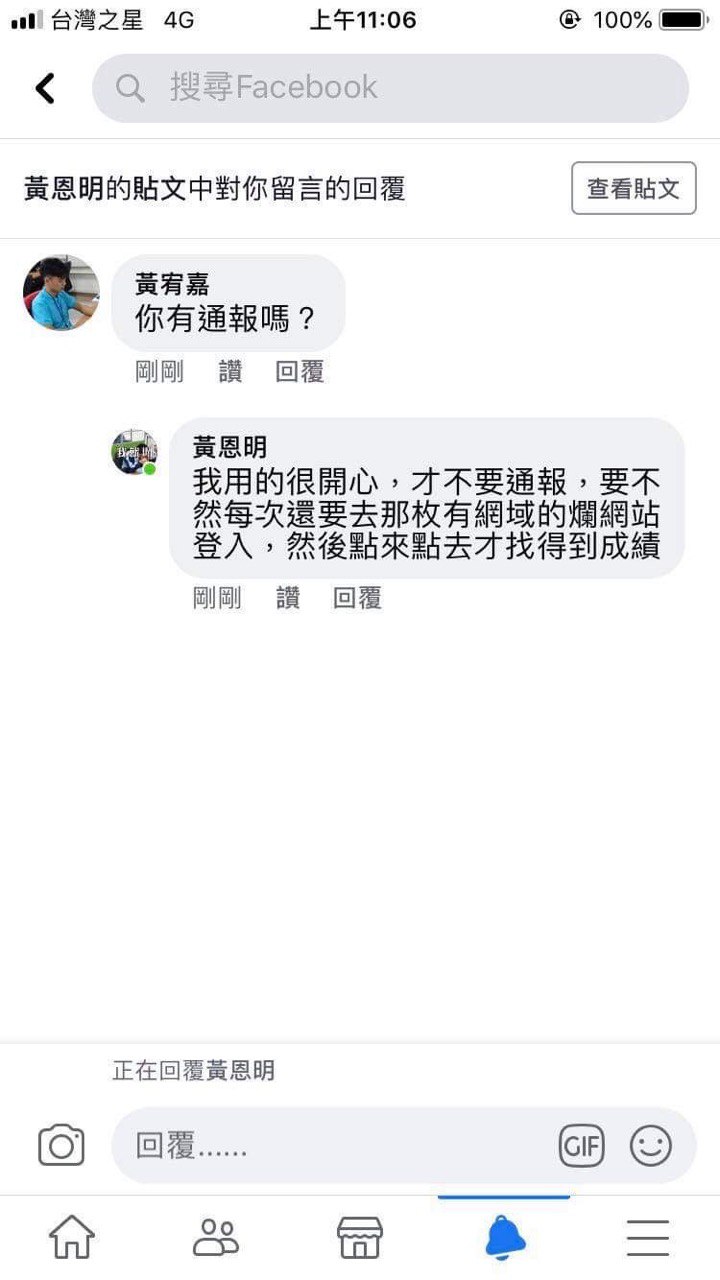 台灣之星 4G 上午11:06 100%
搜尋Facebook
黃恩明的貼文中對你留言的回覆 查看貼文
黃宥嘉
你有通報嗎？
剛剛 讚 回覆
黃恩明
我用的很開心，才不要通報，要不
然每次還要去那枚有網域的爛網站
登入，然後點來點去才找得到成績
剛剛 讚 回覆
正在回覆黃恩明
回覆…… GIF